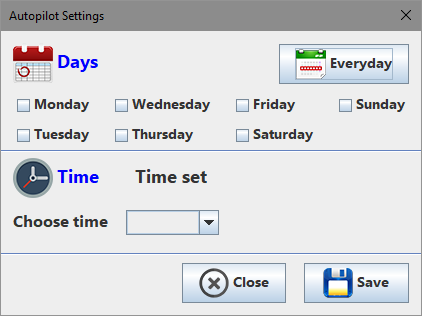 Autopilot Settings
Days
Everyday
Monday Wednesday Friday Sunday
Tuesday Thursday Saturday
Time Time set
Choose time
Close Save